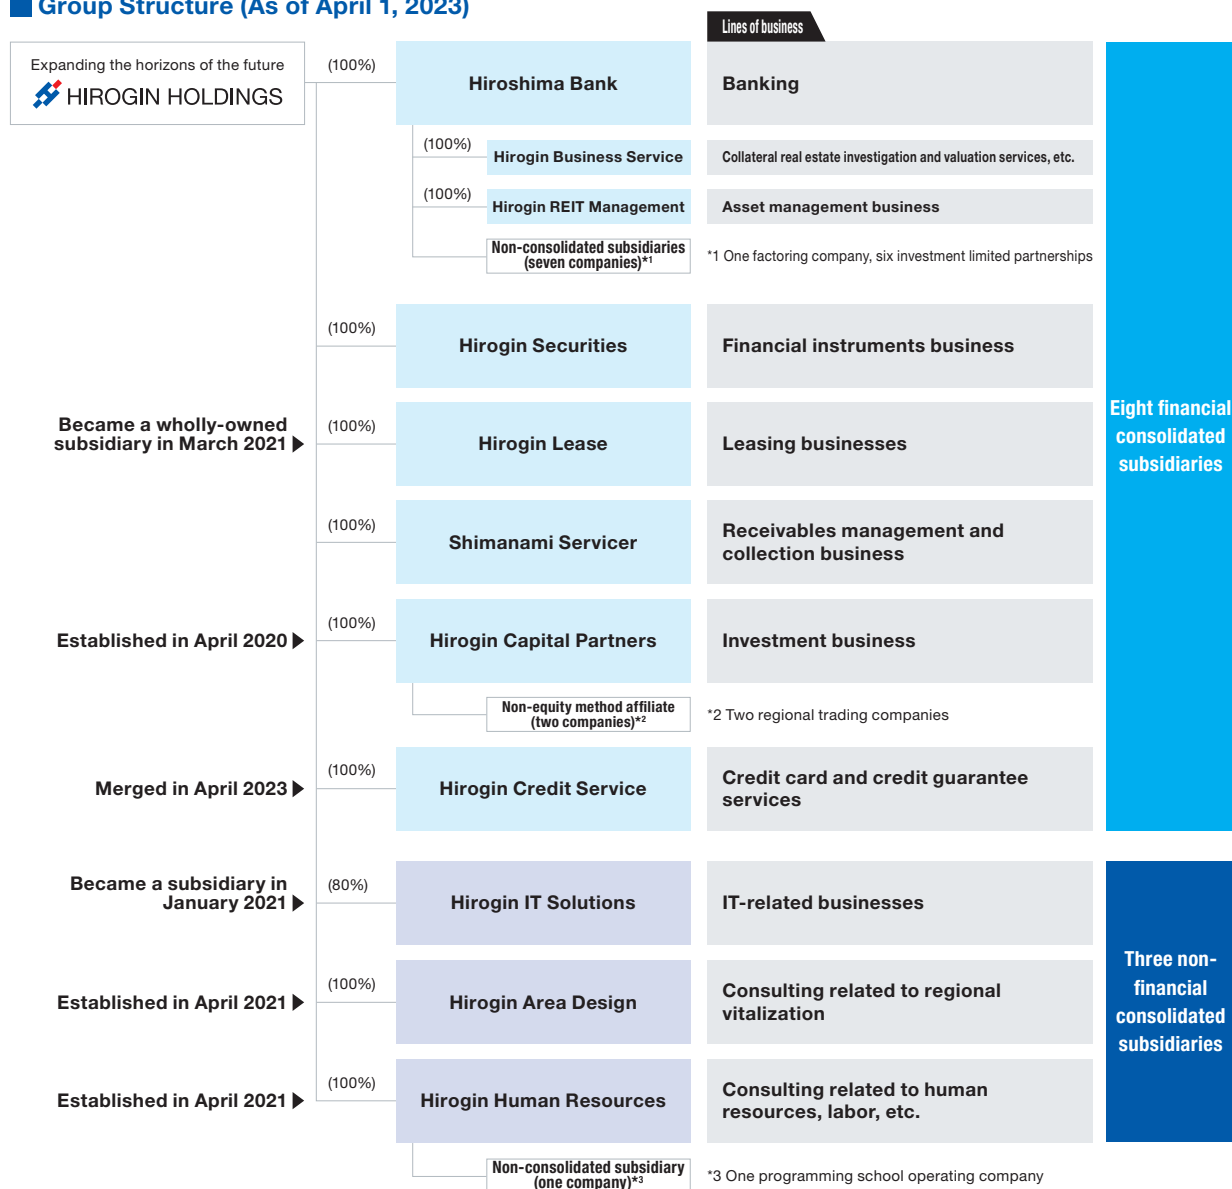 Group Structure (As of April 1, 2023)
Lines of business
Expanding the horizons of the future
HIROGIN HOLDINGS
(100%)
Hiroshima Bank
Banking
(100%)
Hirogin Business Service
Collateral real estate investigation and valuation services, etc.
(100%)
Hirogin REIT Management
Asset management business
Non-consolidated subsidiaries
(seven companies)*1
*1 One factoring company, six investment limited partnerships
(100%)
Hirogin Securities
Financial instruments business
Became a wholly-owned
subsidiary in March 2021 ▶
(100%)
Hirogin Lease
Leasing businesses
(100%)
Shimanami Servicer
Receivables management and
collection business
Established in April 2020 ▶
(100%)
Hirogin Capital Partners
Investment business
Non-equity method affiliate
(two companies)*2
*2 Two regional trading companies
Merged in April 2023 ▶
(100%)
Hirogin Credit Service
Credit card and credit guarantee
services
Eight financial
consolidated
subsidiaries
Became a subsidiary in
January 2021 ▶
(80%)
Hirogin IT Solutions
IT-related businesses
Established in April 2021 ▶
(100%)
Hirogin Area Design
Consulting related to regional
vitalization
Established in April 2021 ▶
(100%)
Hirogin Human Resources
Consulting related to human
resources, labor, etc.
Non-consolidated subsidiary
(one company)*3
*3 One programming school operating company
Three non-
financial
consolidated
subsidiaries